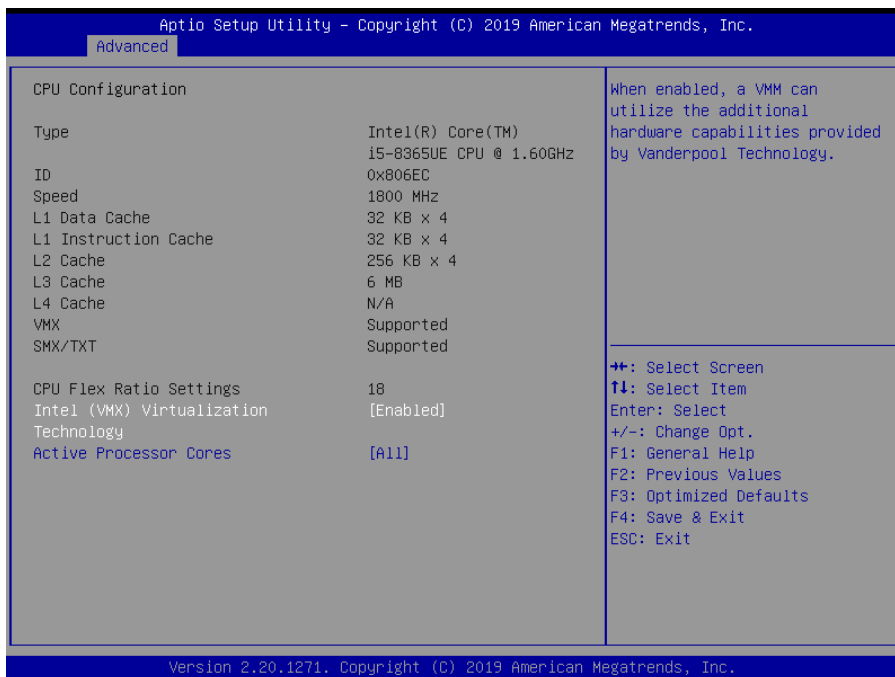 Aptio Setup Utility – Copyright (C) 2019 American Megatrends, Inc.
Advanced
CPU Configuration
Type Intel(R) Core(TM)
i5-8365UE CPU @ 1.60GHz
ID 0x806EC
Speed 1800 MHz
L1 Data Cache 32 KB x 4
L1 Instruction Cache 32 KB x 4
L2 Cache 256 KB x 4
L3 Cache 6 MB
L4 Cache N/A
VMX Supported
SMX/TXT Supported
CPU Flex Ratio Settings 18
Intel (VMX) Virtualization [Enabled]
Technology
Active Processor Cores [All]
When enabled, a VMM can
utilize the additional
hardware capabilities provided
by Vanderpool Technology.
→←: Select Screen
↑↓: Select Item
Enter: Select
+/-: Change Opt.
F1: General Help
F2: Previous Values
F3: Optimized Defaults
F4: Save & Exit
ESC: Exit
Version 2.20.1271. Copyright (C) 2019 American Megatrends, Inc.